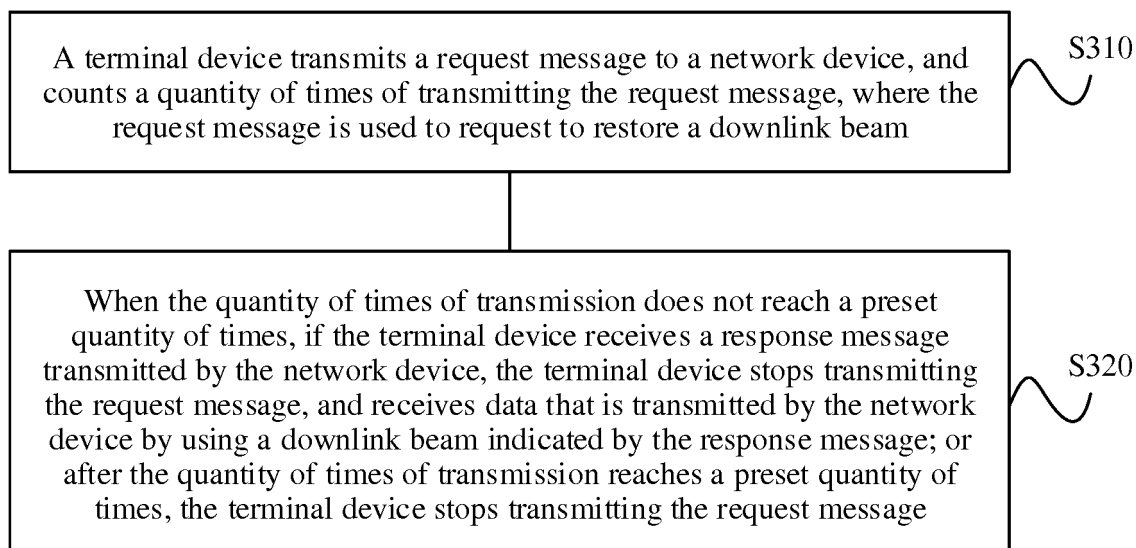 A terminal device transmits a request message to a network device, and
counts a quantity of times of transmitting the request message, where the
request message is used to request to restore a downlink beam
S310
When the quantity of times of transmission does not reach a preset
quantity of times, if the terminal device receives a response message
transmitted by the network device, the terminal device stops transmitting
the request message, and receives data that is transmitted by the network
device by using a downlink beam indicated by the response message; or
after the quantity of times of transmission reaches a preset quantity of
times, the terminal device stops transmitting the request message
S320